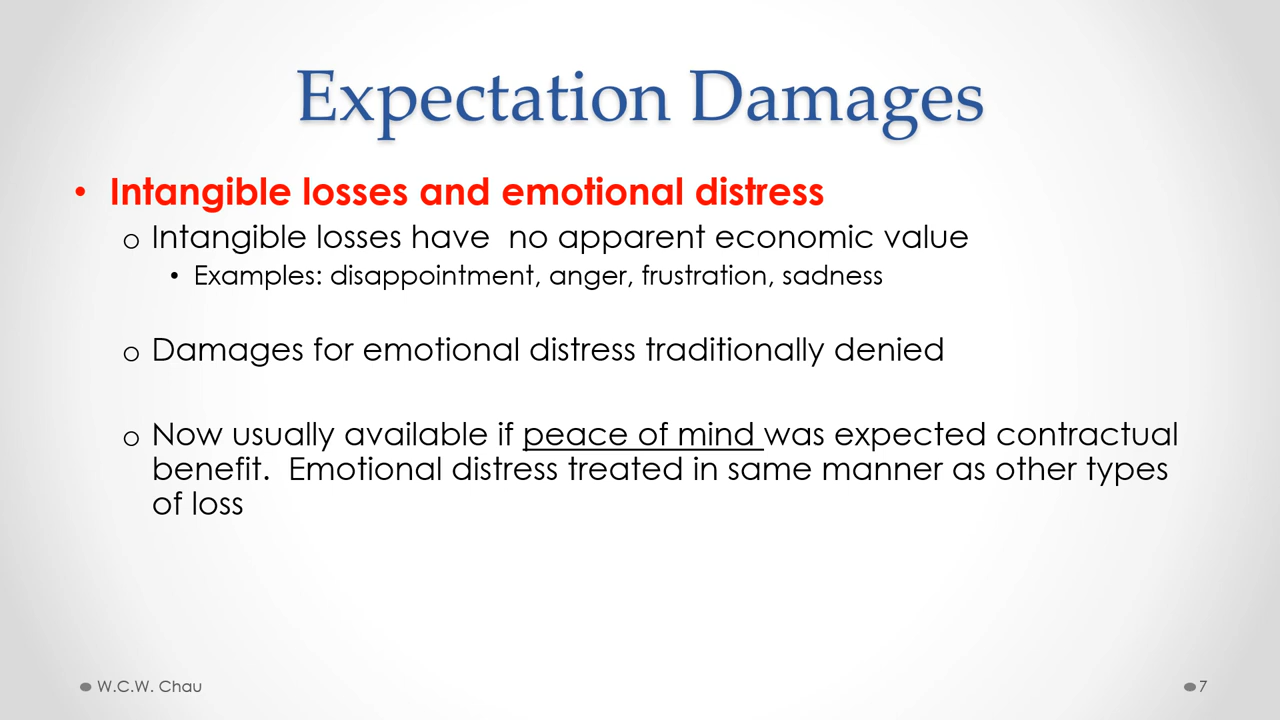 Expectation Damages
• Intangible losses and emotional distress
o Intangible losses have  no apparent economic value
• Examples: disappointment, anger, frustration, sadness
o Damages for emotional distress traditionally denied
o Now usually available if peace of mind was expected contractual
benefit.  Emotional distress treated in same manner as other types
of loss
W.C.W. Chau
7